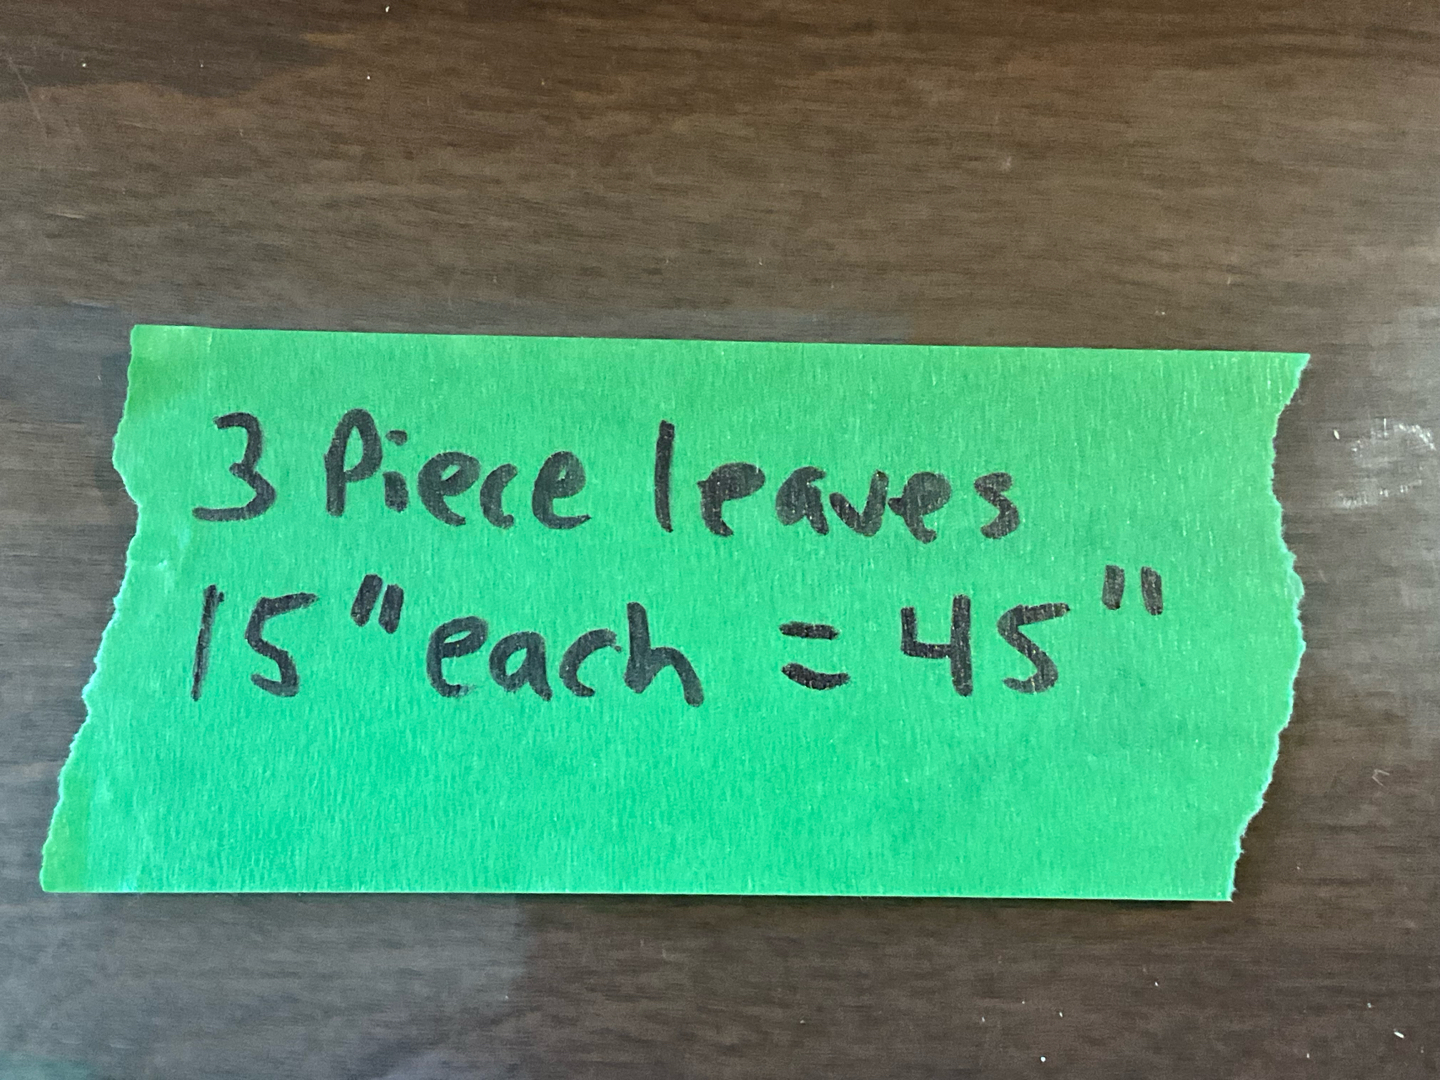 3 Piece leaves
15" each = 45"